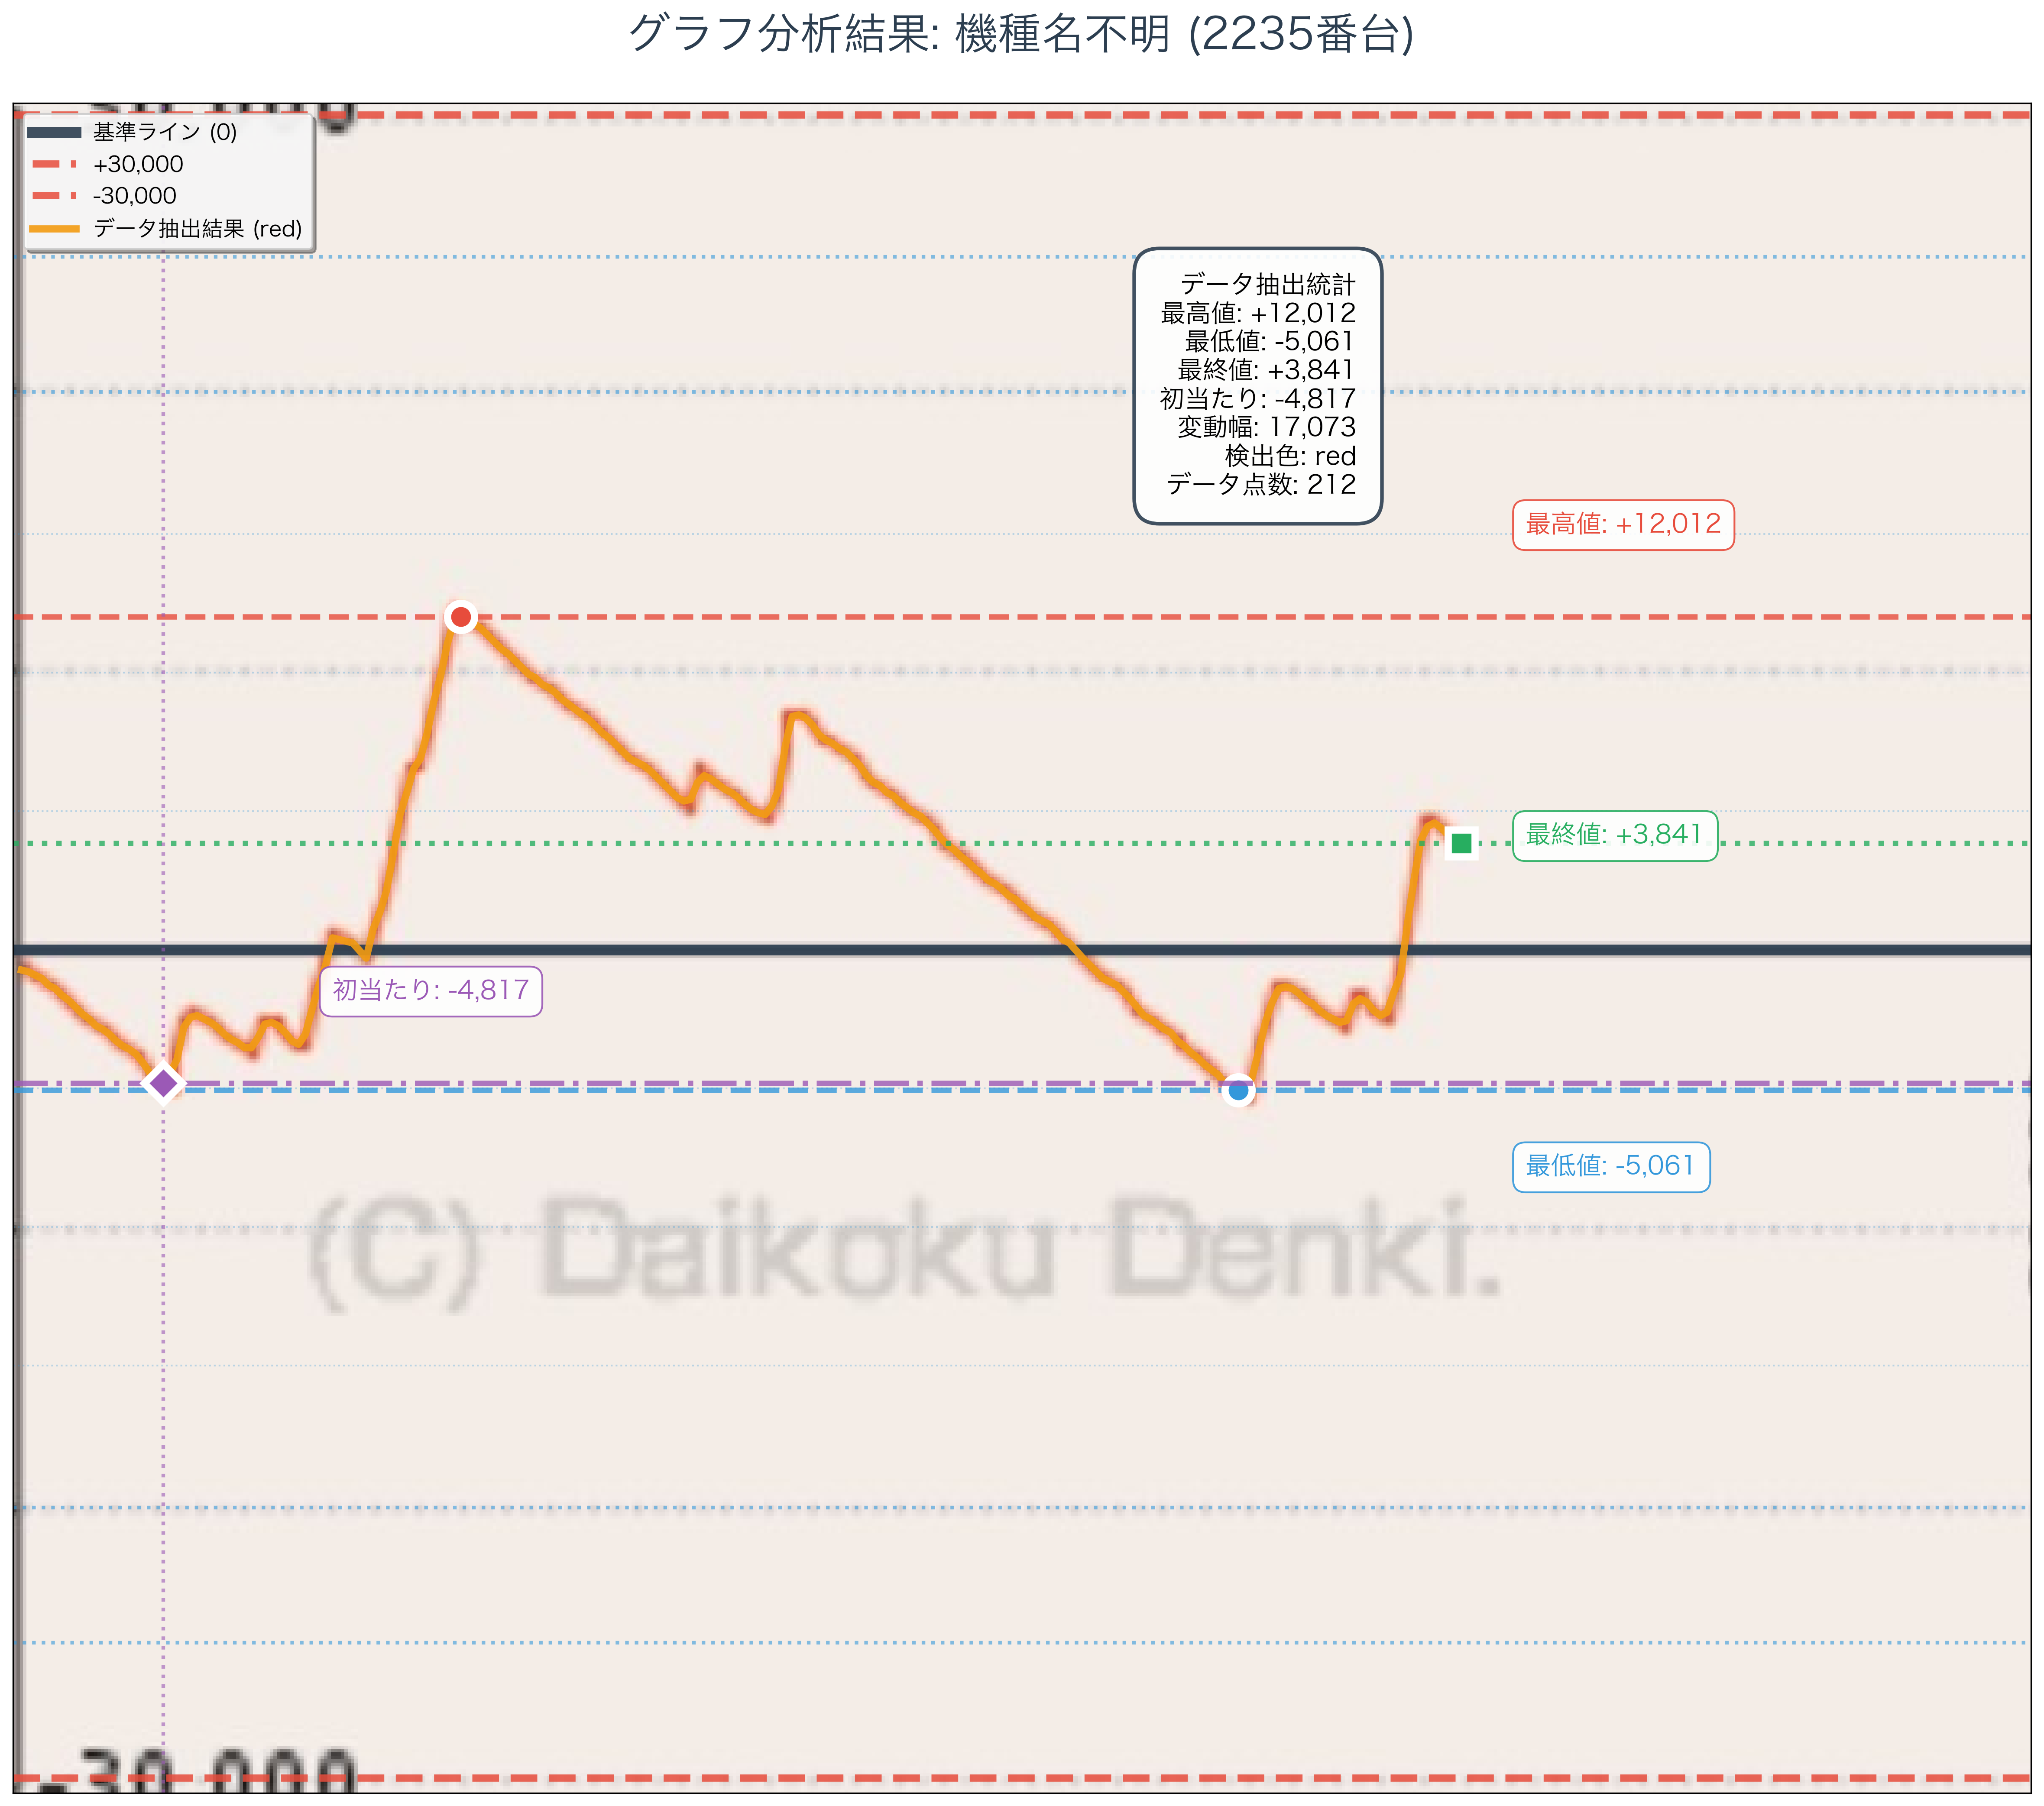 グラフ分析結果: 機種名不明 (2235番台)
基準ライン (0)
+30,000
-30,000
データ抽出結果 (red)
データ抽出統計
最高値: +12,012
最低値: -5,061
最終値: +3,841
初当たり: -4,817
変動幅: 17,073
検出色: red
データ点数: 212
最高値: +12,012
最終値: +3,841
初当たり: -4,817
最低値: -5,061
(C) Daikoku Denki.
-30,000